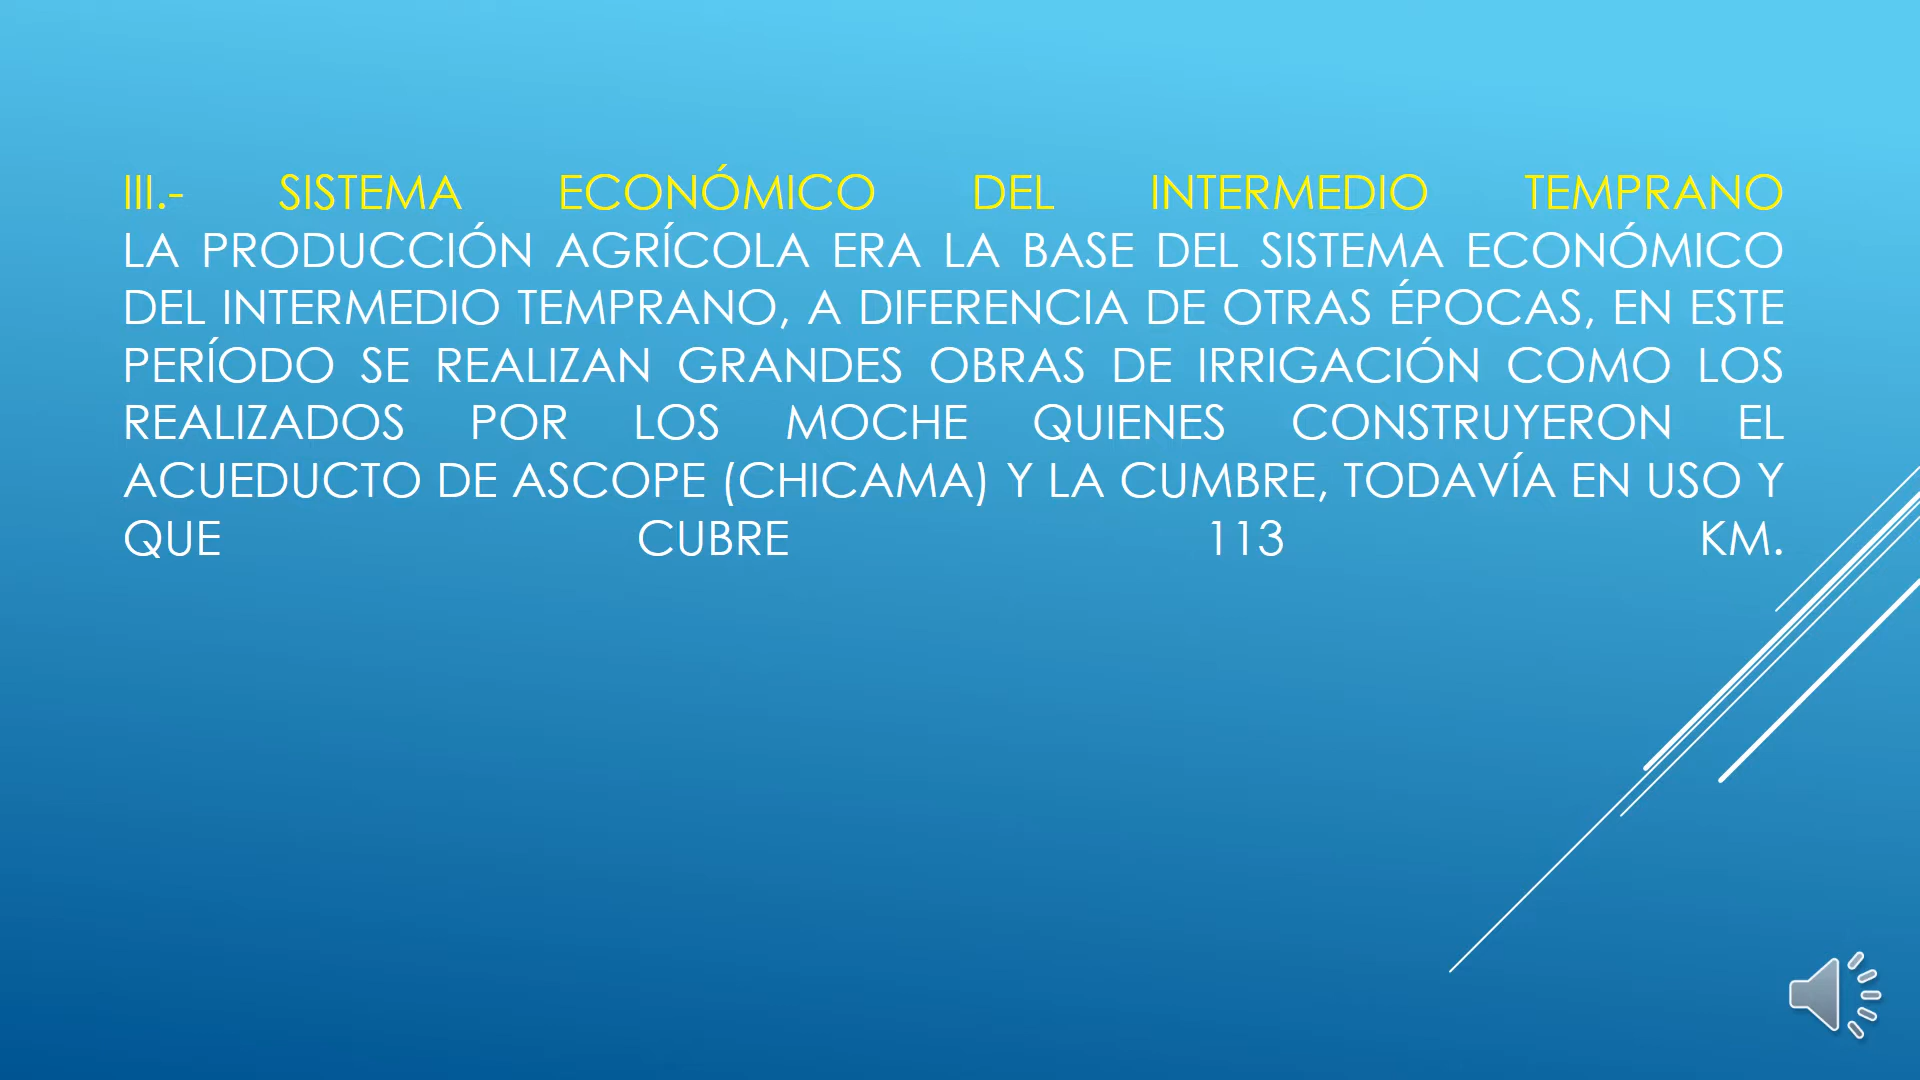 III.- SISTEMA ECONÓMICO DEL INTERMEDIO TEMPRANO
LA PRODUCCIÓN AGRÍCOLA ERA LA BASE DEL SISTEMA ECONÓMICO
DEL INTERMEDIO TEMPRANO, A DIFERENCIA DE OTRAS ÉPOCAS, EN ESTE
PERÍODO SE REALIZAN GRANDES OBRAS DE IRRIGACIÓN COMO LOS
REALIZADOS POR LOS MOCHE QUIENES CONSTRUYERON EL
ACUEDUCTO DE ASCOPE (CHICAMA) Y LA CUMBRE, TODAVÍA EN USO Y
QUE CUBRE 113 KM.